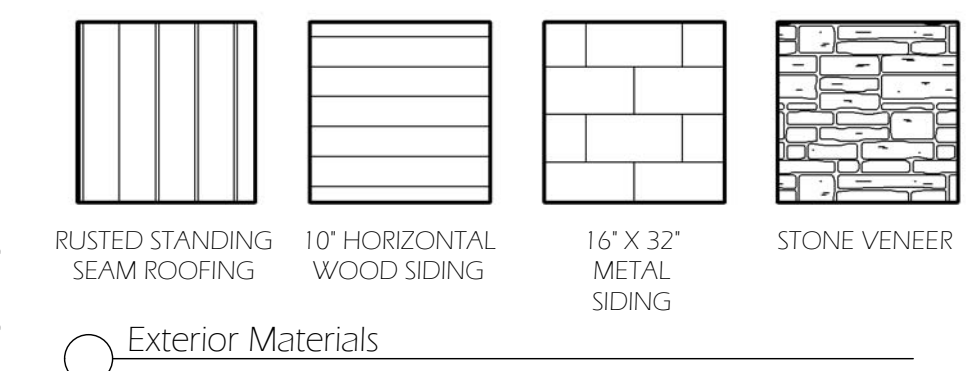 RUSTED STANDING
SEAM ROOFING
10" HORIZONTAL
WOOD SIDING
16" X 32"
METAL
SIDING
STONE VENEER
Exterior Materials